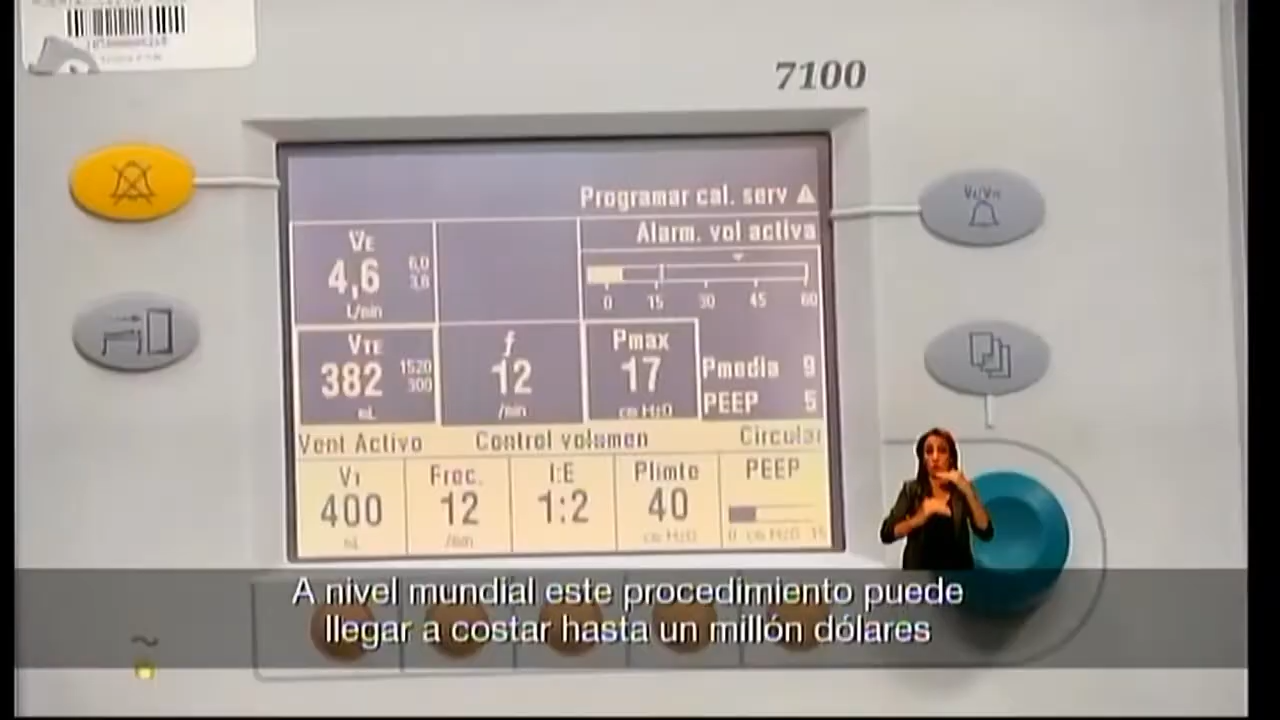 7100
Programar cal. serv
Alarm. vol activa
V̇E
4,6
6,0
3,6
L/min
0 15 30 45 60
VTE
382
1520
300
mL
f
12
/min
Pmax
17
cm H2O
Pmedia 9
PEEP 5
Vent Activo Control volumen Circular
VT Frec. I:E Plimte PEEP
400 12 1:2 40
mL /min cm H2O 0 cm H2O 15
A nivel mundial este procedimiento puede
llegar a costar hasta un millón dólares